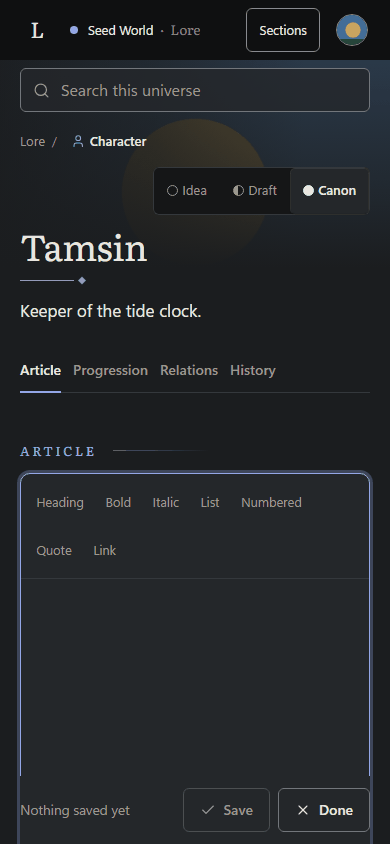 L Seed World · Lore Sections
Search this universe
Lore / Character
Idea Draft Canon
Tamsin
Keeper of the tide clock.
Article Progression Relations History
ARTICLE
Heading Bold Italic List Numbered
Quote Link
Nothing saved yet Save Done